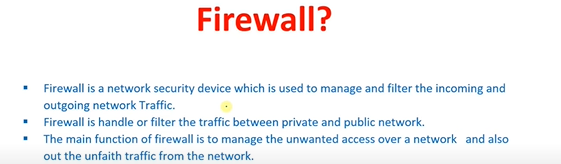 Firewall?
▪ Firewall is a network security device which is used to manage and filter the incoming and
outgoing network Traffic.
▪ Firewall is handle or filter the traffic between private and public network.
▪ The main function of firewall is to manage the unwanted access over a network and also
out the unfaith traffic from the network.